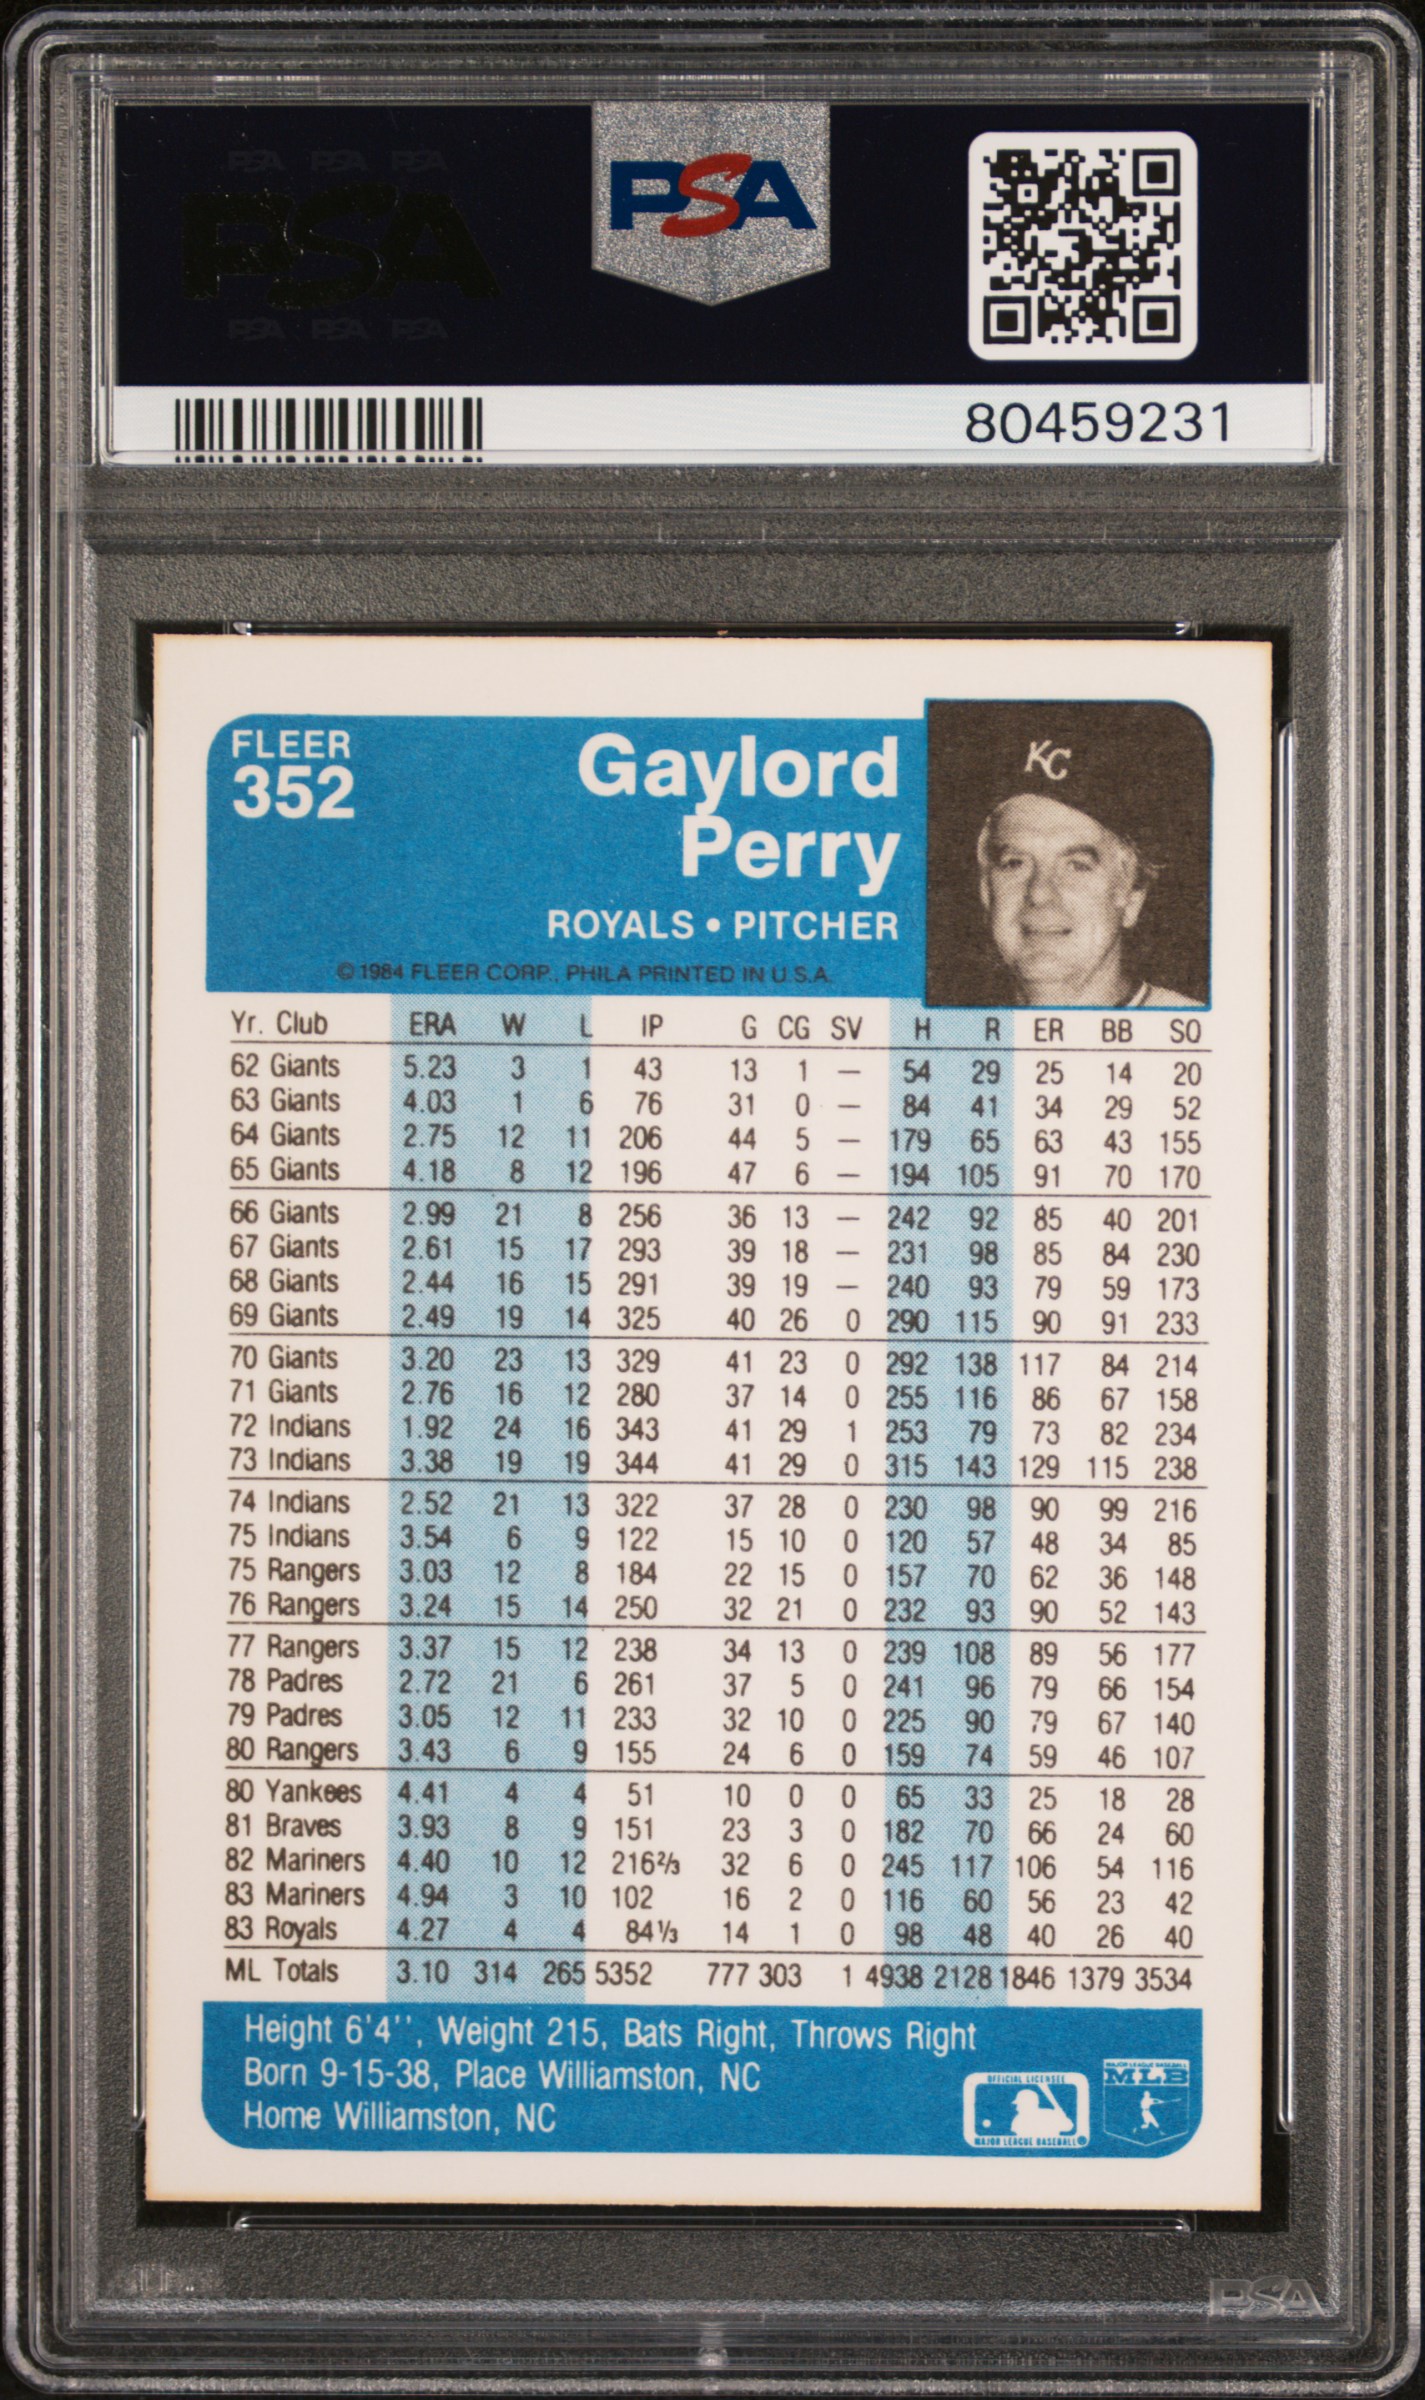 PSA PSA PSA
PSA
PSA PSA PSA
PSA
80459231
FLEER
352
Gaylord
Perry
ROYALS • PITCHER
© 1984 FLEER CORP., PHILA PRINTED IN U.S.A.
KC
Yr. Club ERA W L IP G CG SV H R ER BB SO
62 Giants 5.23 3 1 43 13 1 — 54 29 25 14 20
63 Giants 4.03 1 6 76 31 0 — 84 41 34 29 52
64 Giants 2.75 12 11 206 44 5 — 179 65 63 43 155
65 Giants 4.18 8 12 196 47 6 — 194 105 91 70 170
66 Giants 2.99 21 8 256 36 13 — 242 92 85 40 201
67 Giants 2.61 15 17 293 39 18 — 231 98 85 84 230
68 Giants 2.44 16 15 291 39 19 — 240 93 79 59 173
69 Giants 2.49 19 14 325 40 26 0 290 115 90 91 233
70 Giants 3.20 23 13 329 41 23 0 292 138 117 84 214
71 Giants 2.76 16 12 280 37 14 0 255 116 86 67 158
72 Indians 1.92 24 16 343 41 29 1 253 79 73 82 234
73 Indians 3.38 19 19 344 41 29 0 315 143 129 115 238
74 Indians 2.52 21 13 322 37 28 0 230 98 90 99 216
75 Indians 3.54 6 9 122 15 10 0 120 57 48 34 85
75 Rangers 3.03 12 8 184 22 15 0 157 70 62 36 148
76 Rangers 3.24 15 14 250 32 21 0 232 93 90 52 143
77 Rangers 3.37 15 12 238 34 13 0 239 108 89 56 177
78 Padres 2.72 21 6 261 37 5 0 241 96 79 66 154
79 Padres 3.05 12 11 233 32 10 0 225 90 79 67 140
80 Rangers 3.43 6 9 155 24 6 0 159 74 59 46 107
80 Yankees 4.41 4 4 51 10 0 0 65 33 25 18 28
81 Braves 3.93 8 9 151 23 3 0 182 70 66 24 60
82 Mariners 4.40 10 12 216⅔ 32 6 0 245 117 106 54 116
83 Mariners 4.94 3 10 102 16 2 0 116 60 56 23 42
83 Royals 4.27 4 4 84⅓ 14 1 0 98 48 40 26 40
ML Totals 3.10 314 265 5352 777 303 1 4938 2128 1846 1379 3534
Height 6'4'', Weight 215, Bats Right, Throws Right
Born 9-15-38, Place Williamston, NC
Home Williamston, NC
OFFICIAL LICENSEE
MAJOR LEAGUE BASEBALL®
MAJOR LEAGUE BASEBALL
MLB
PSA